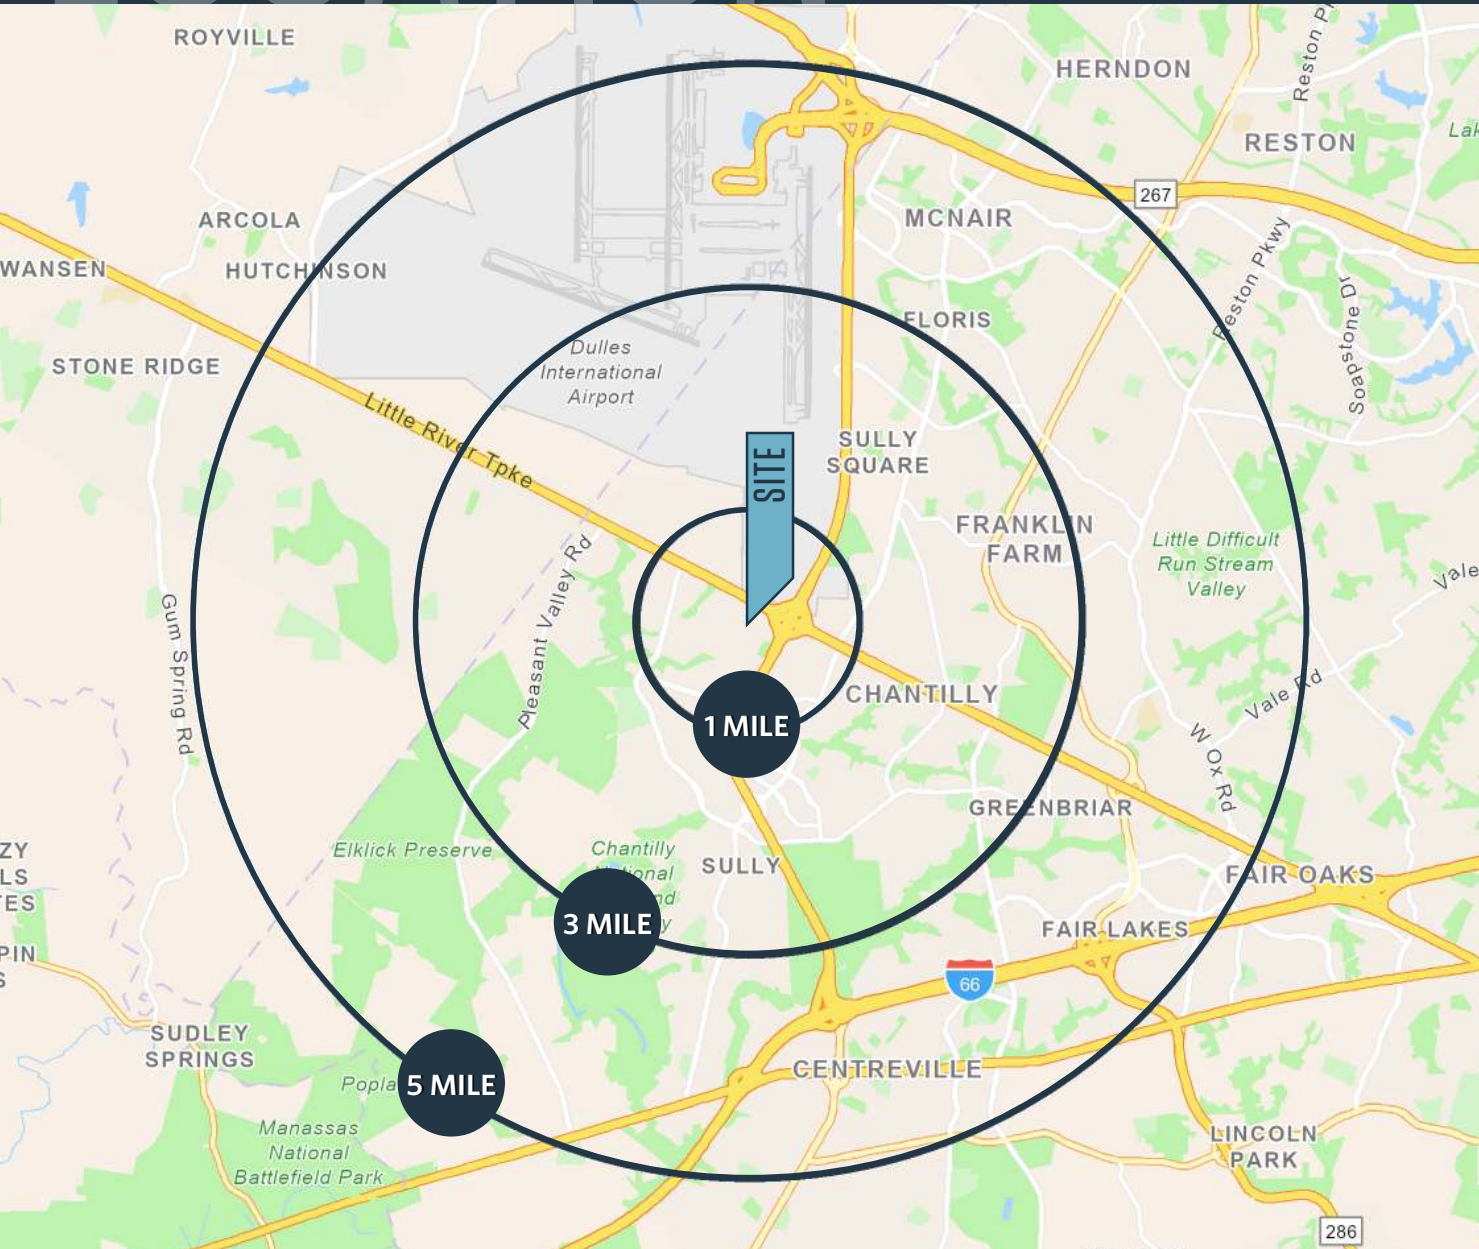 ROYVILLE
HERNDON
Reston
RESTON
267
ARCOLA
MCNAIR
WANSEN
HUTCHINSON
Reston Pkwy
Soapstone Dr
FLORIS
STONE RIDGE
Dulles
International
Airport
Little River Tpke
SULLY
SQUARE
SITE
FRANKLIN
FARM
Little Difficult
Run Stream
Valley
Vale
Pleasant Valley Rd
Gum Spring Rd
CHANTILLY
Vale Rd
1 MILE
W Ox Rd
GREENBRIAR
Elklick Preserve
Chantilly
SULLY
FAIR OAKS
3 MILE
FAIR LAKES
66
SUDLEY
SPRINGS
CENTREVILLE
5 MILE
Manassas
National
Battlefield Park
LINCOLN
PARK
286